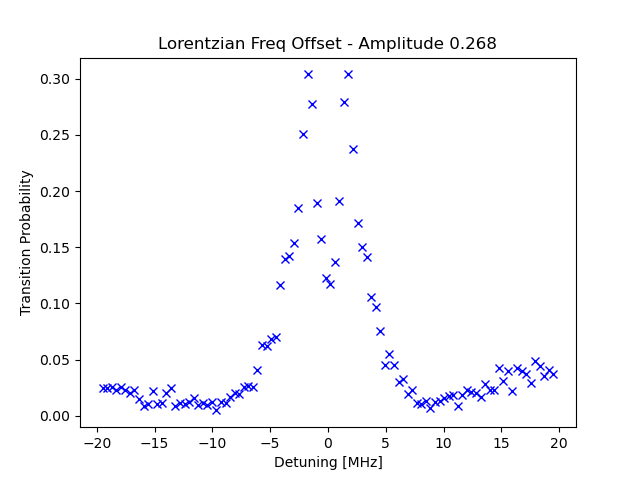 Lorentzian Freq Offset - Amplitude 0.268
0.30
0.25
0.20
0.15
0.10
0.05
0.00
Transition Probability
−20 −15 −10 −5 0 5 10 15 20
Detuning [MHz]